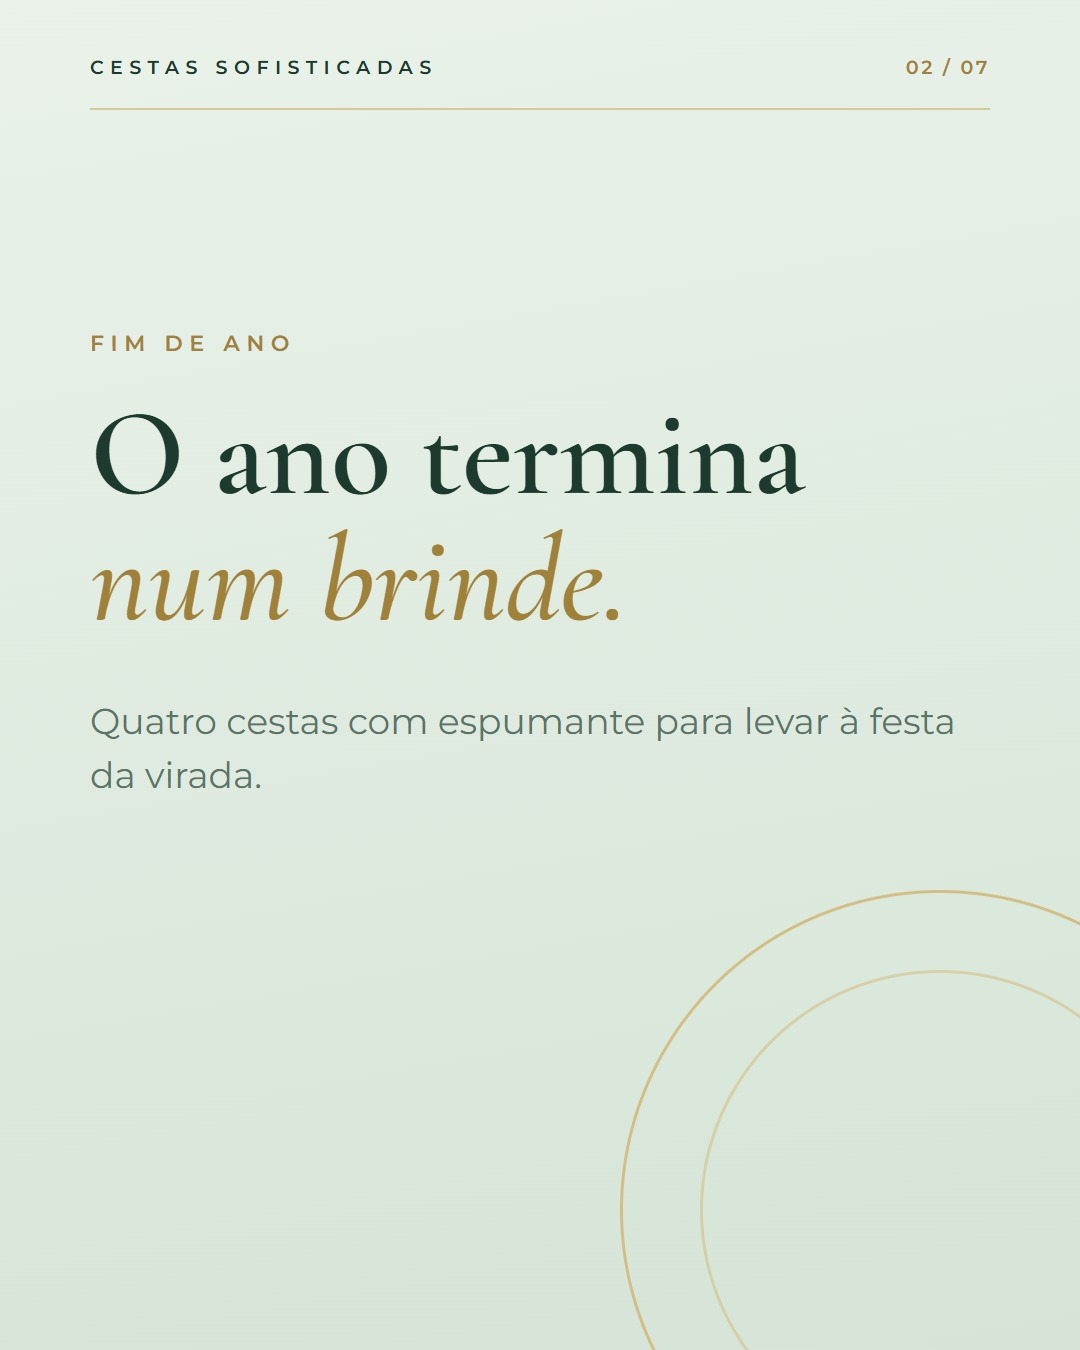 CESTAS SOFISTICADAS
02 / 07
FIM DE ANO
O ano termina
num brinde.
Quatro cestas com espumante para levar à festa
da virada.